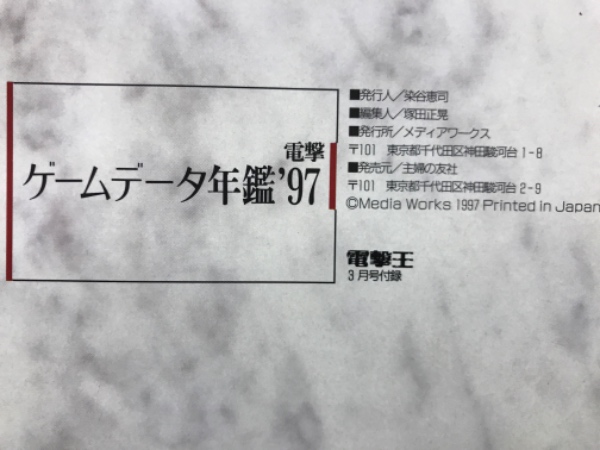 電撃
ゲームデータ年鑑'97
■発行人／染谷恵司
■編集人／塚田正晃
■発行所／メディアワークス
〒101 東京都千代田区神田駿河台1-8
■発売元／主婦の友社
〒101 東京都千代田区神田駿河台2-9
©Media Works 1997 Printed in Japan
電撃王
3月号付録